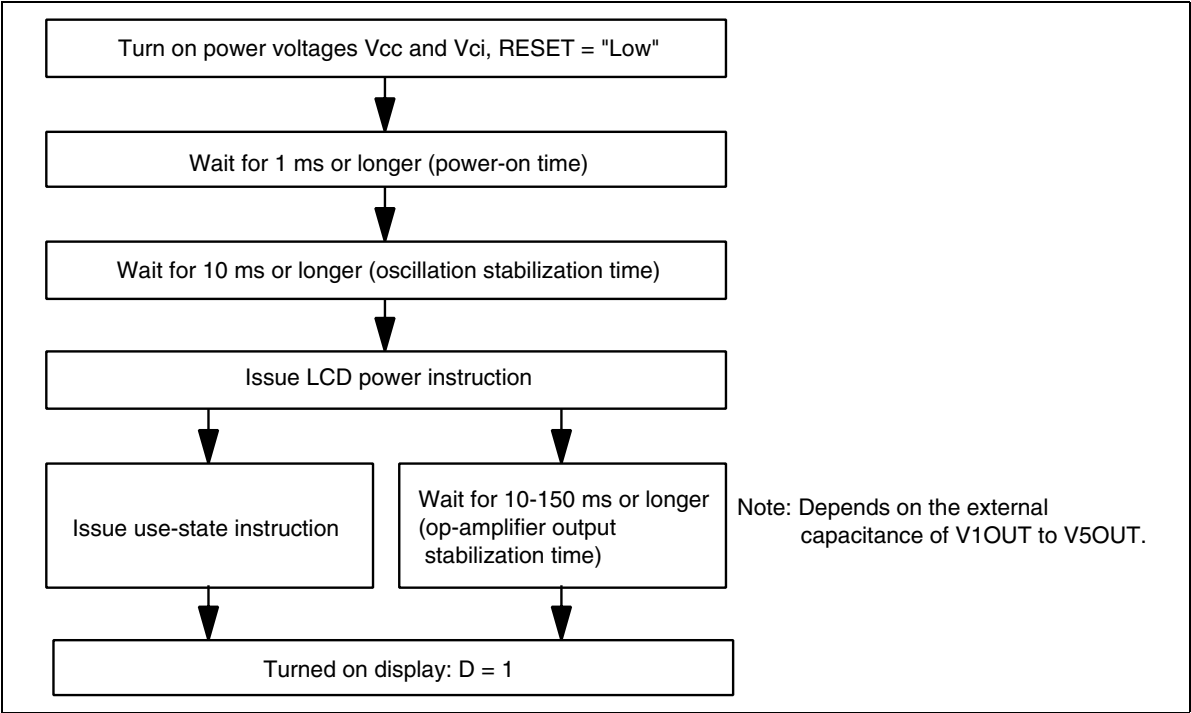 Turn on power voltages Vcc and Vci, RESET = "Low"
Wait for 1 ms or longer (power-on time)
Wait for 10 ms or longer (oscillation stabilization time)
Issue LCD power instruction
Issue use-state instruction
Wait for 10-150 ms or longer
(op-amplifier output
stabilization time)
Note: Depends on the external
capacitance of V1OUT to V5OUT.
Turned on display: D = 1